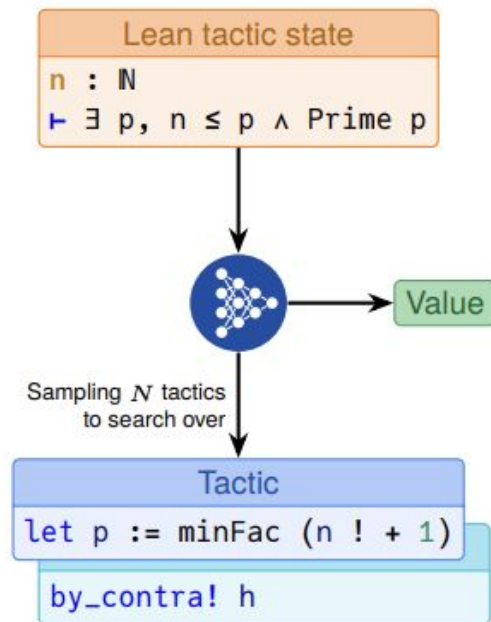 Lean tactic state
n : ℕ
⊢ ∃ p, n ≤ p ∧ Prime p
Value
Sampling N tactics
to search over
Tactic
let p := minFac (n ! + 1)
by_contra! h